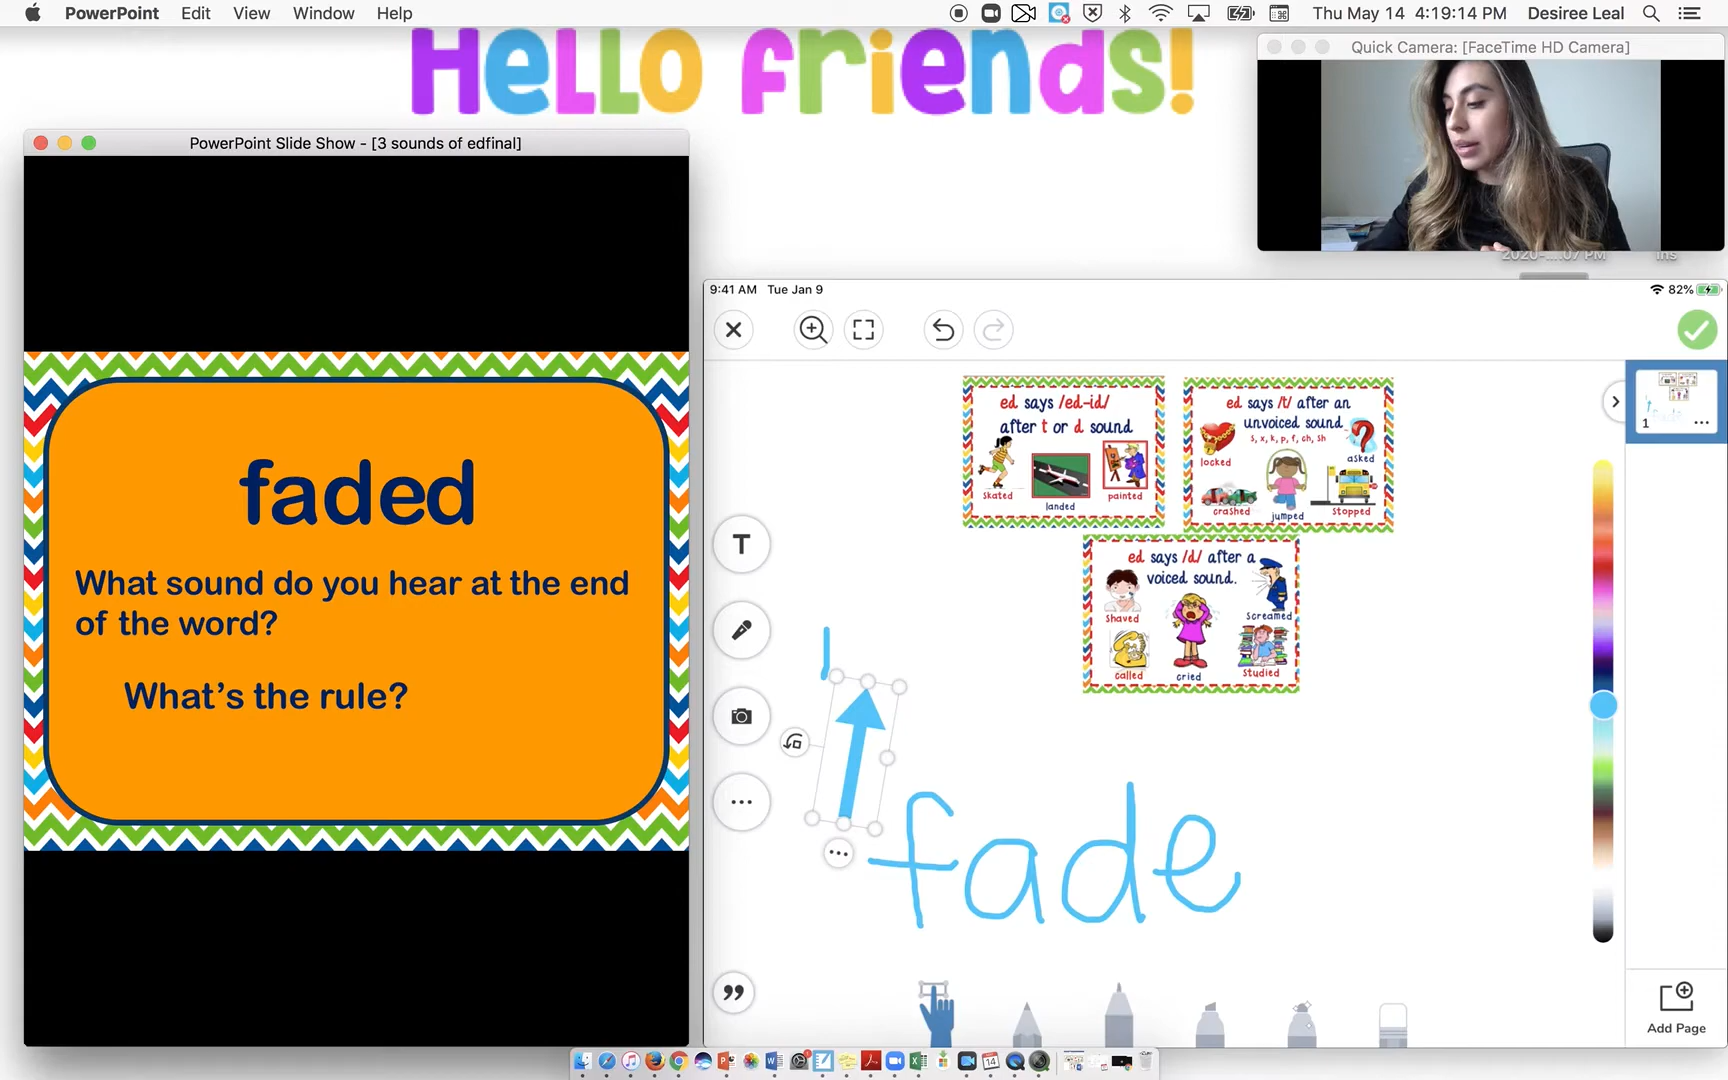 PowerPoint Edit View Window Help
Thu May 14 4:19:14 PM Desiree Leal
Hello friends!
Quick Camera: [FaceTime HD Camera]
2020-....07 PM
ins
PowerPoint Slide Show - [3 sounds of edfinal]
faded
What sound do you hear at the end
of the word?
What's the rule?
9:41 AM Tue Jan 9
82%
T
ed says /ed-id/
after t or d sound
skated
landed
painted
ed says /t/ after an
unvoiced sound
s, x, k, p, f, ch, sh
locked
asked
crashed
jumped
stopped
ed says /d/ after a
voiced sound.
shaved
screamed
called
cried
studied
fade
1
Add Page